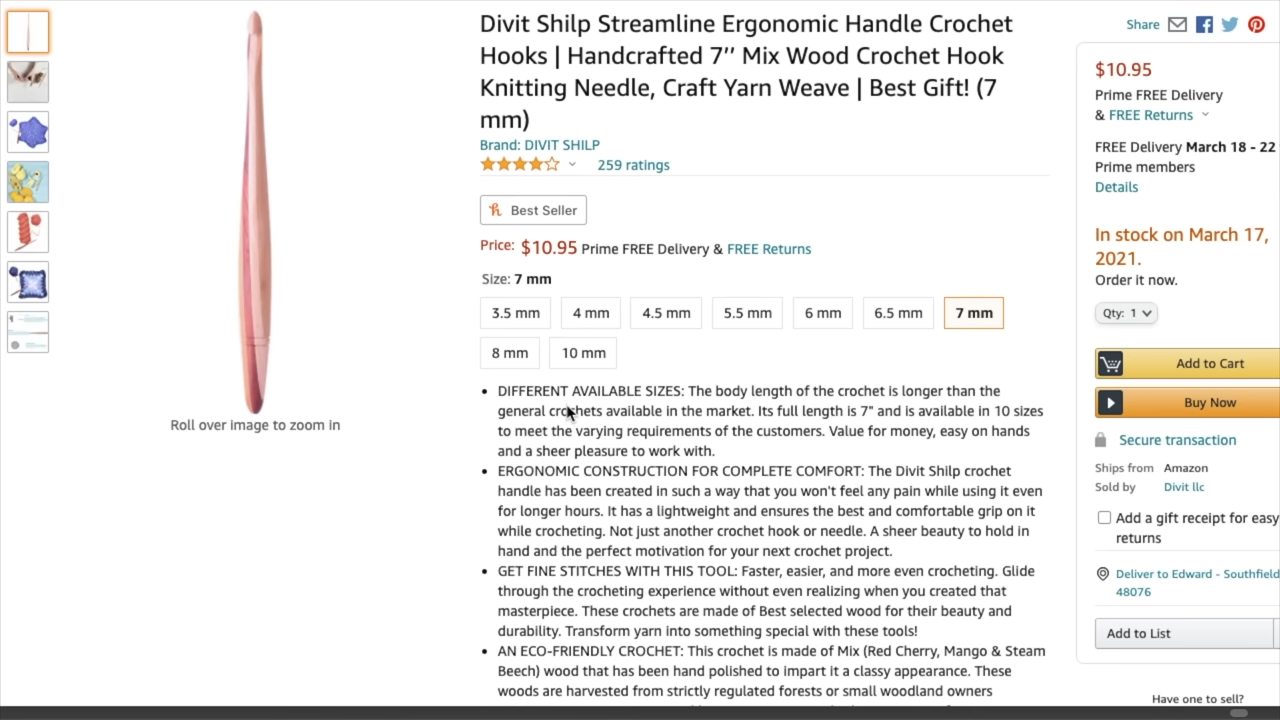 Divit Shilp Streamline Ergonomic Handle Crochet
Hooks | Handcrafted 7’’ Mix Wood Crochet Hook
Knitting Needle, Craft Yarn Weave | Best Gift! (7
mm)
Brand: DIVIT SHILP
259 ratings
Best Seller
Price: $10.95 Prime FREE Delivery & FREE Returns
Size: 7 mm
3.5 mm 4 mm 4.5 mm 5.5 mm 6 mm 6.5 mm 7 mm
8 mm 10 mm
• DIFFERENT AVAILABLE SIZES: The body length of the crochet is longer than the
general crochets available in the market. Its full length is 7" and is available in 10 sizes
to meet the varying requirements of the customers. Value for money, easy on hands
and a sheer pleasure to work with.
• ERGONOMIC CONSTRUCTION FOR COMPLETE COMFORT: The Divit Shilp crochet
handle has been created in such a way that you won't feel any pain while using it even
for longer hours. It has a lightweight and ensures the best and comfortable grip on it
while crocheting. Not just another crochet hook or needle. A sheer beauty to hold in
hand and the perfect motivation for your next crochet project.
• GET FINE STITCHES WITH THIS TOOL: Faster, easier, and more even crocheting. Glide
through the crocheting experience without even realizing when you created that
masterpiece. These crochets are made of Best selected wood for their beauty and
durability. Transform yarn into something special with these tools!
• AN ECO-FRIENDLY CROCHET: This crochet is made of Mix (Red Cherry, Mango & Steam
Beech) wood that has been hand polished to impart it a classy appearance. These
woods are harvested from strictly regulated forests or small woodland owners
Roll over image to zoom in
Share
$10.95
Prime FREE Delivery
& FREE Returns
FREE Delivery March 18 - 22
Prime members
Details
In stock on March 17,
2021.
Order it now.
Qty: 1
Add to Cart
Buy Now
Secure transaction
Ships from Amazon
Sold by Divit llc
Add a gift receipt for easy
returns
Deliver to Edward - Southfield
48076
Add to List
Have one to sell?